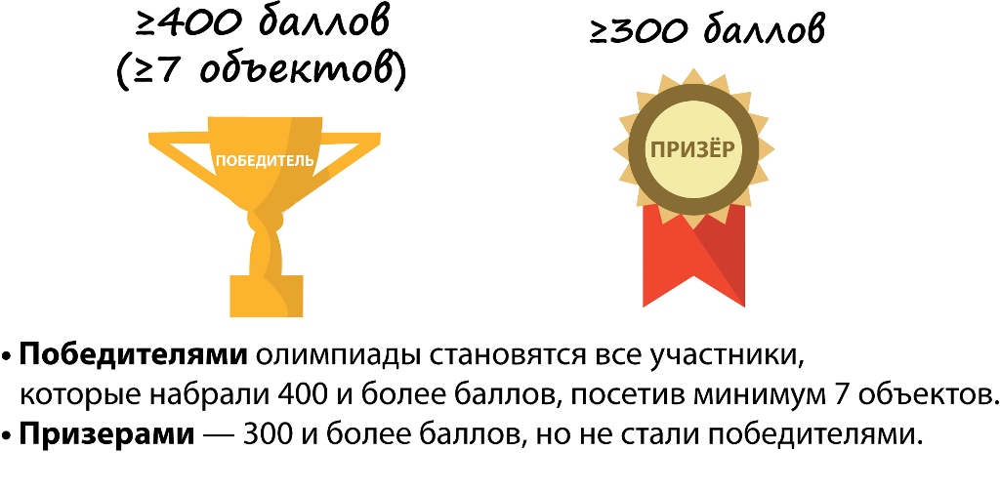 ≥400 баллов
(≥7 объектов)
≥300 баллов
ПОБЕДИТЕЛЬ
ПРИЗЁР
• Победителями олимпиады становятся все участники,
которые набрали 400 и более баллов, посетив минимум 7 объектов.
• Призерами — 300 и более баллов, но не стали победителями.